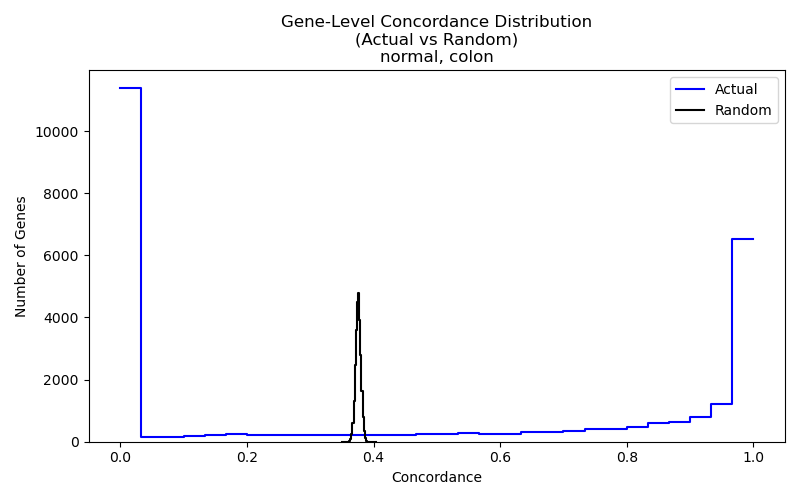 Gene-Level Concordance Distribution
(Actual vs Random)
normal, colon
Actual
Random
Number of Genes
10000
8000
6000
4000
2000
0
0.0 0.2 0.4 0.6 0.8 1.0
Concordance